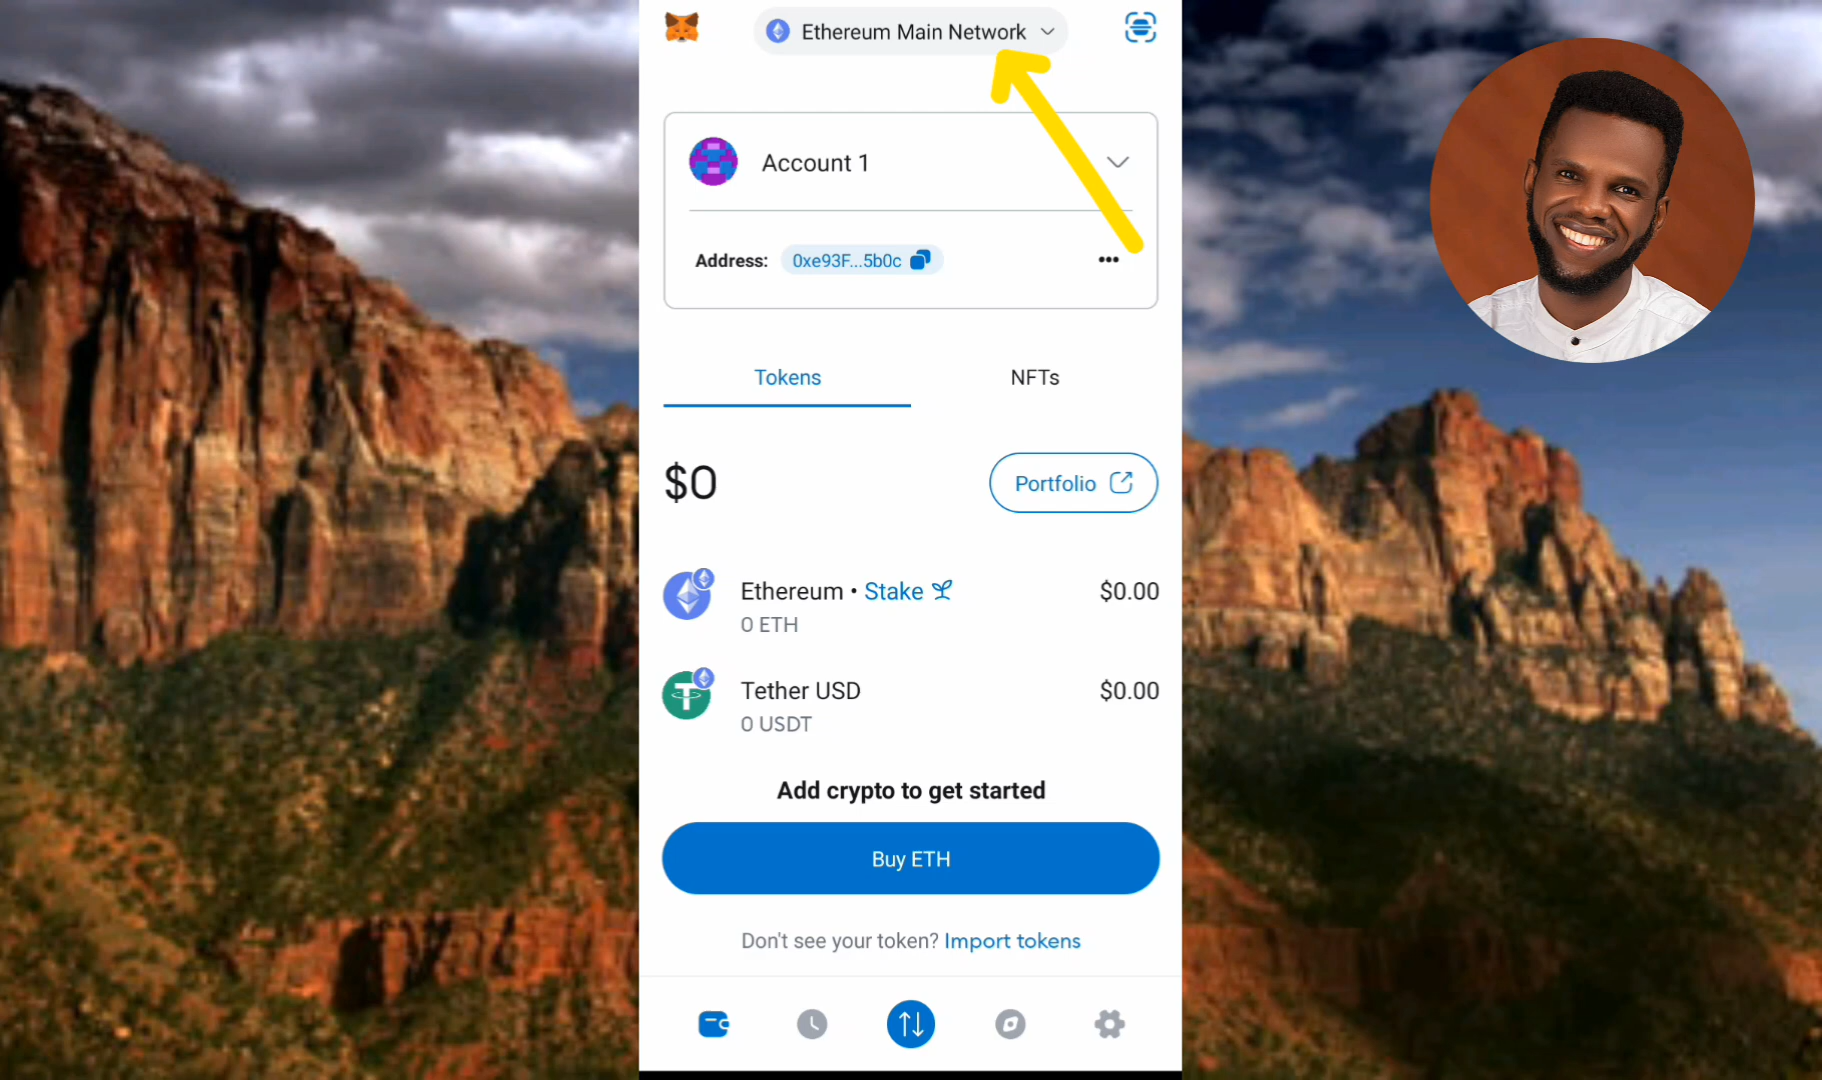 Ethereum Main Network
Account 1
Address: 0xe93F...5b0c
Tokens
NFTs
$0
Portfolio
Ethereum • Stake
$0.00
0 ETH
Tether USD
$0.00
0 USDT
Add crypto to get started
Buy ETH
Don't see your token? Import tokens